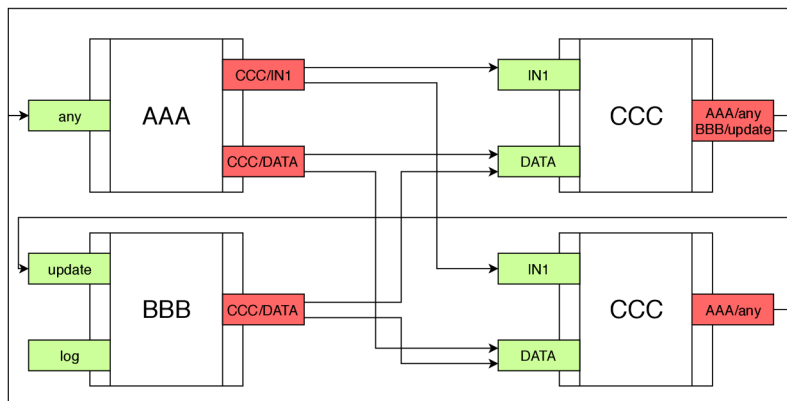 any
AAA
CCC/IN1
CCC/DATA
IN1
DATA
CCC
AAA/any
BBB/update
update
log
BBB
CCC/DATA
IN1
DATA
CCC
AAA/any